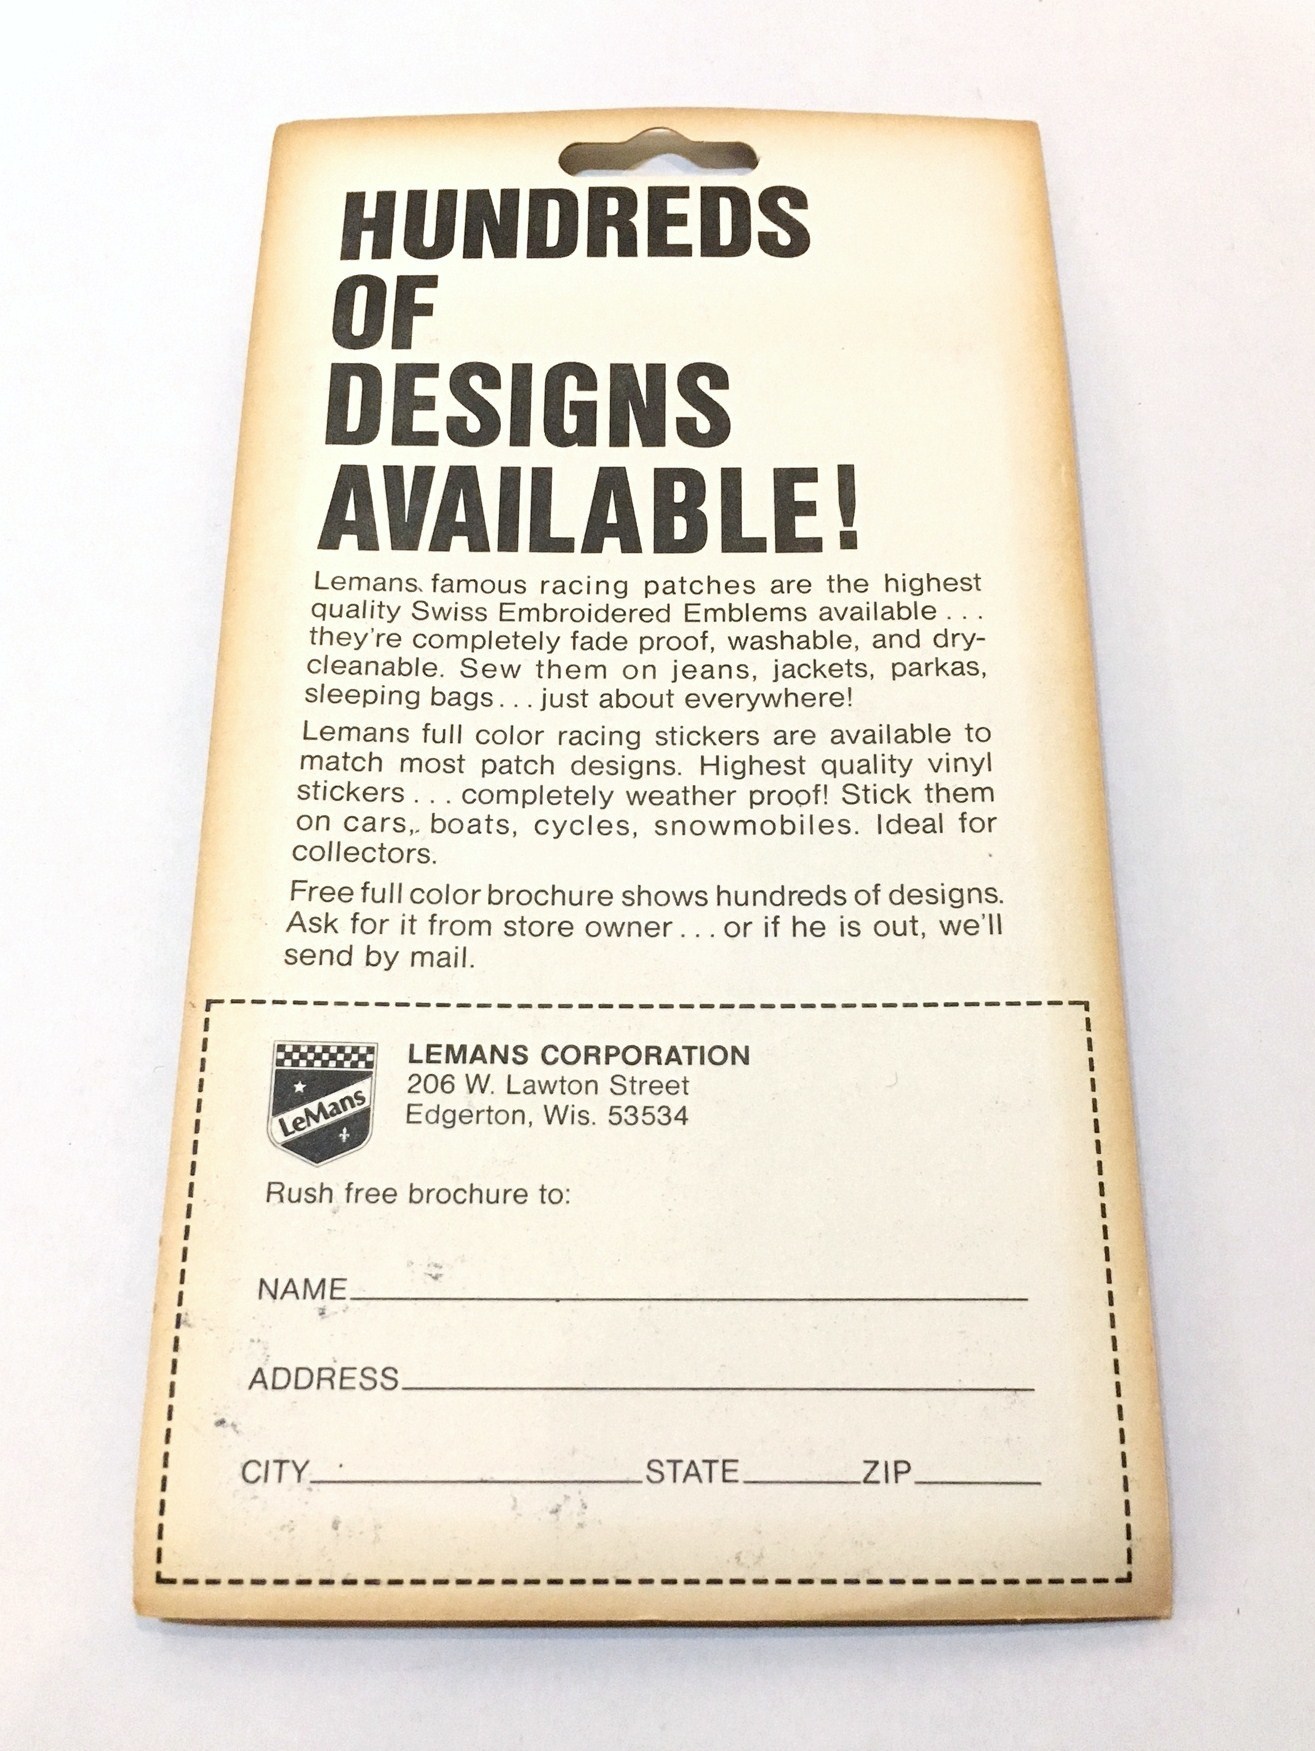 HUNDREDS
OF
DESIGNS
AVAILABLE!
Lemans famous racing patches are the highest
quality Swiss Embroidered Emblems available . . .
they're completely fade proof, washable, and dry-
cleanable. Sew them on jeans, jackets, parkas,
sleeping bags . . . just about everywhere!
Lemans full color racing stickers are available to
match most patch designs. Highest quality vinyl
stickers . . . completely weather proof! Stick them
on cars, boats, cycles, snowmobiles. Ideal for
collectors.
Free full color brochure shows hundreds of designs.
Ask for it from store owner . . . or if he is out, we'll
send by mail.
LeMans
LEMANS CORPORATION
206 W. Lawton Street
Edgerton, Wis. 53534
Rush free brochure to:
NAME
ADDRESS
CITY STATE ZIP